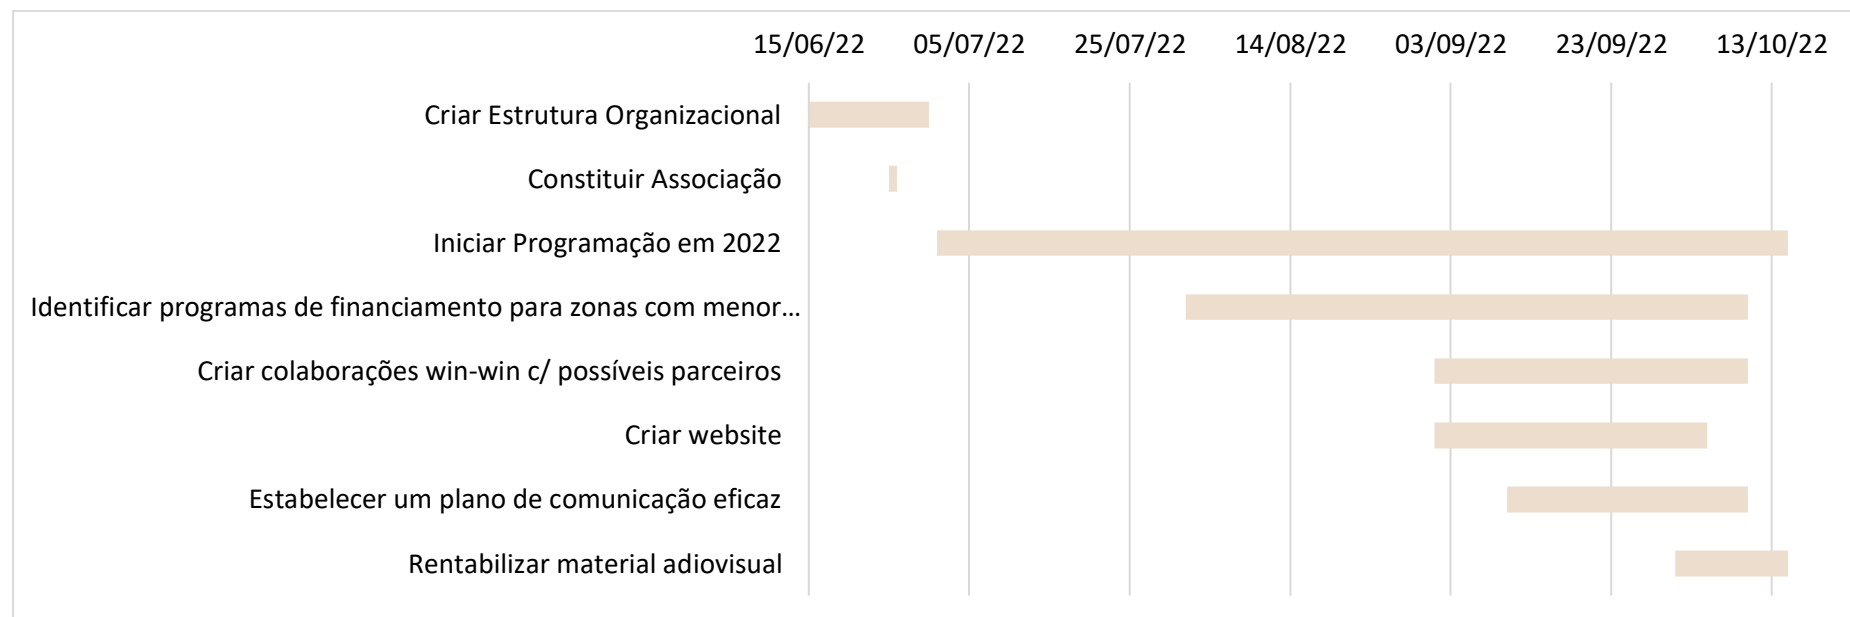 15/06/22 05/07/22 25/07/22 14/08/22 03/09/22 23/09/22 13/10/22
Criar Estrutura Organizacional
Constituir Associação
Iniciar Programação em 2022
Identificar programas de financiamento para zonas com menor...
Criar colaborações win-win c/ possíveis parceiros
Criar website
Estabelecer um plano de comunicação eficaz
Rentabilizar material adiovisual